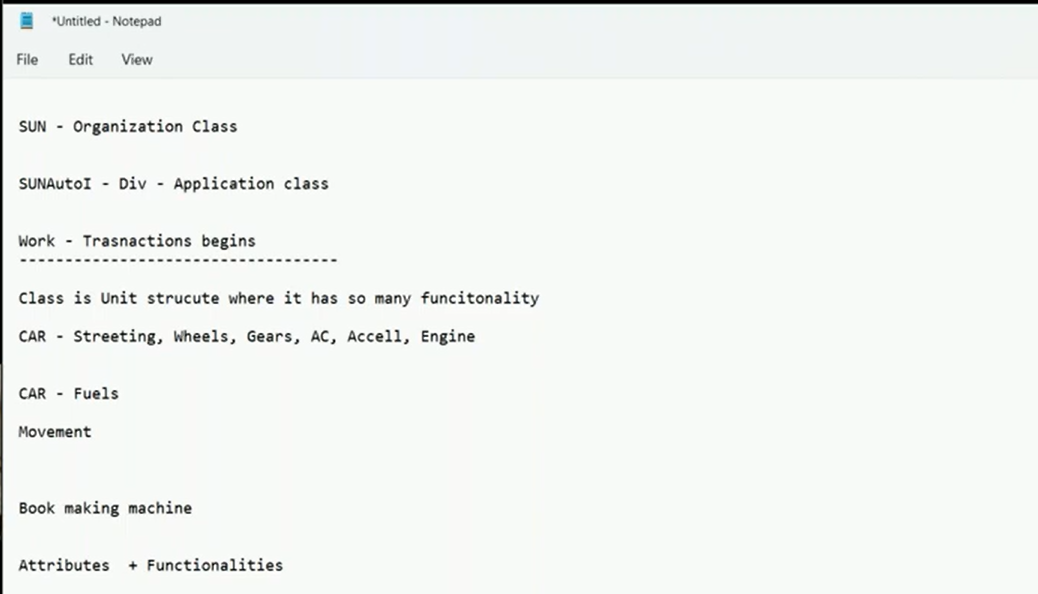 *Untitled - Notepad
File Edit View
SUN - Organization Class
SUNAutoI - Div - Application class
Work - Trasnactions begins
-----------------------------------
Class is Unit strucute where it has so many funcitonality
CAR - Streeting, Wheels, Gears, AC, Accell, Engine
CAR - Fuels
Movement
Book making machine
Attributes  + Functionalities